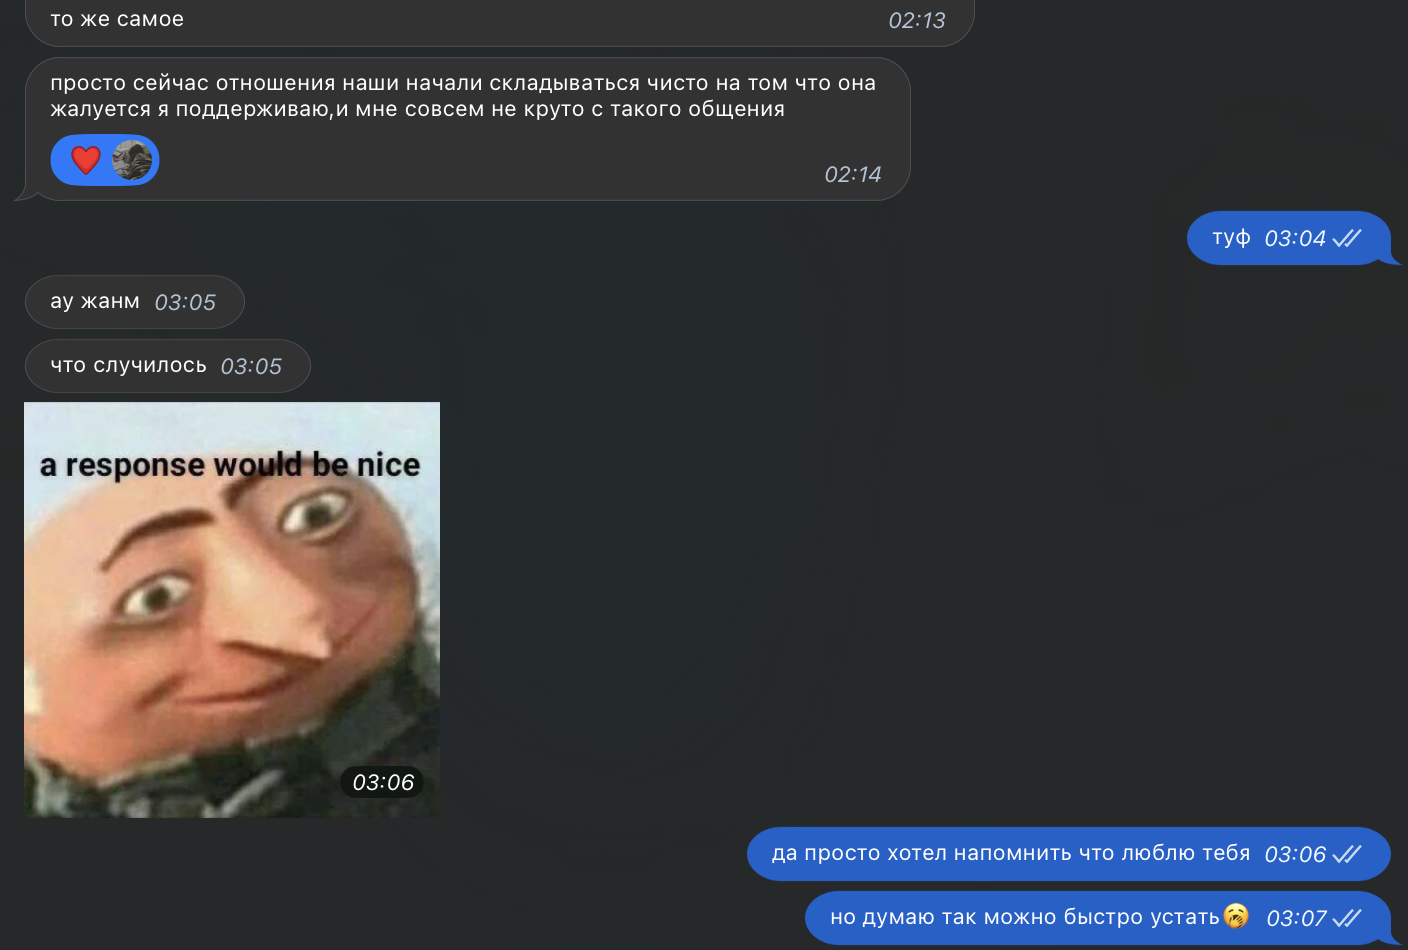 то же самое
02:13
просто сейчас отношения наши начали складываться чисто на том что она
жалуется я поддерживаю,и мне совсем не круто с такого общения
02:14
туф 03:04
ау жанм 03:05
что случилось 03:05
a response would be nice
03:06
да просто хотел напомнить что люблю тебя 03:06
но думаю так можно быстро устать🥱 03:07